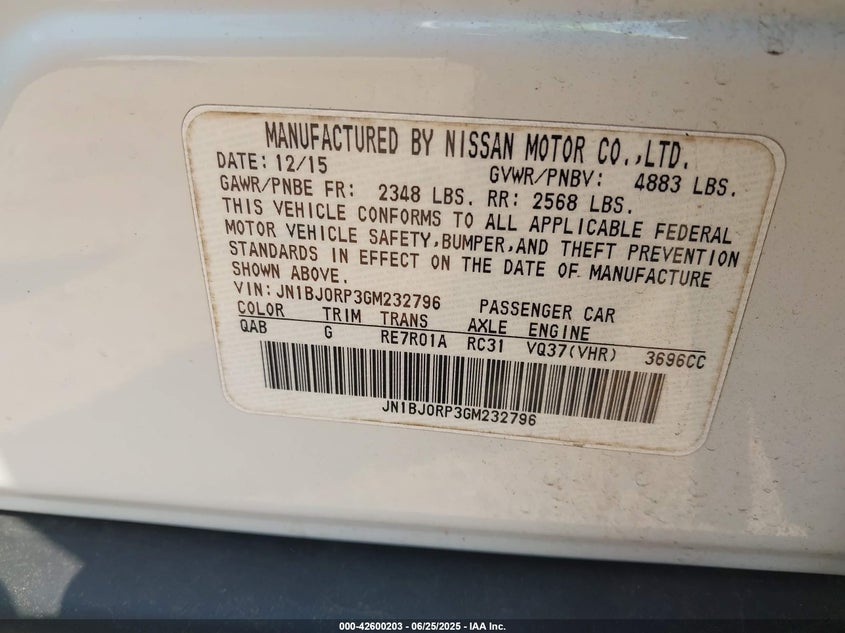 MANUFACTURED BY NISSAN MOTOR CO.,LTD.
DATE: 12/15 GVWR/PNBV: 4883 LBS.
GAWR/PNBE FR: 2348 LBS. RR: 2568 LBS.
THIS VEHICLE CONFORMS TO ALL APPLICABLE FEDERAL
MOTOR VEHICLE SAFETY,BUMPER,AND THEFT PREVENTION
STANDARDS IN EFFECT ON THE DATE OF MANUFACTURE
SHOWN ABOVE.
VIN: JN1BJ0RP3GM232796 PASSENGER CAR
COLOR TRIM TRANS AXLE ENGINE
QAB G RE7R01A RC31 VQ37(VHR) 3696CC
JN1BJ0RP3GM232796
000-42600203 - 06/25/2025 - IAA Inc.